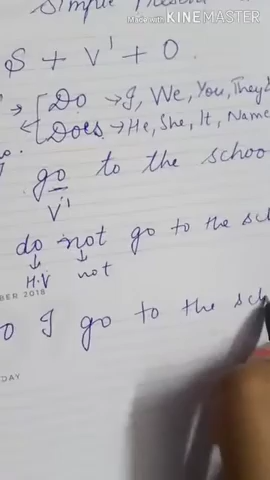 Simple Present
Made with KINEMASTER
S + V¹ + O
Do → I, We, You, They
Does → He, She, It, Name
go to the schoo
V¹
do not go to the sc
H.V not
BER 2018
I go to the sch
DAY